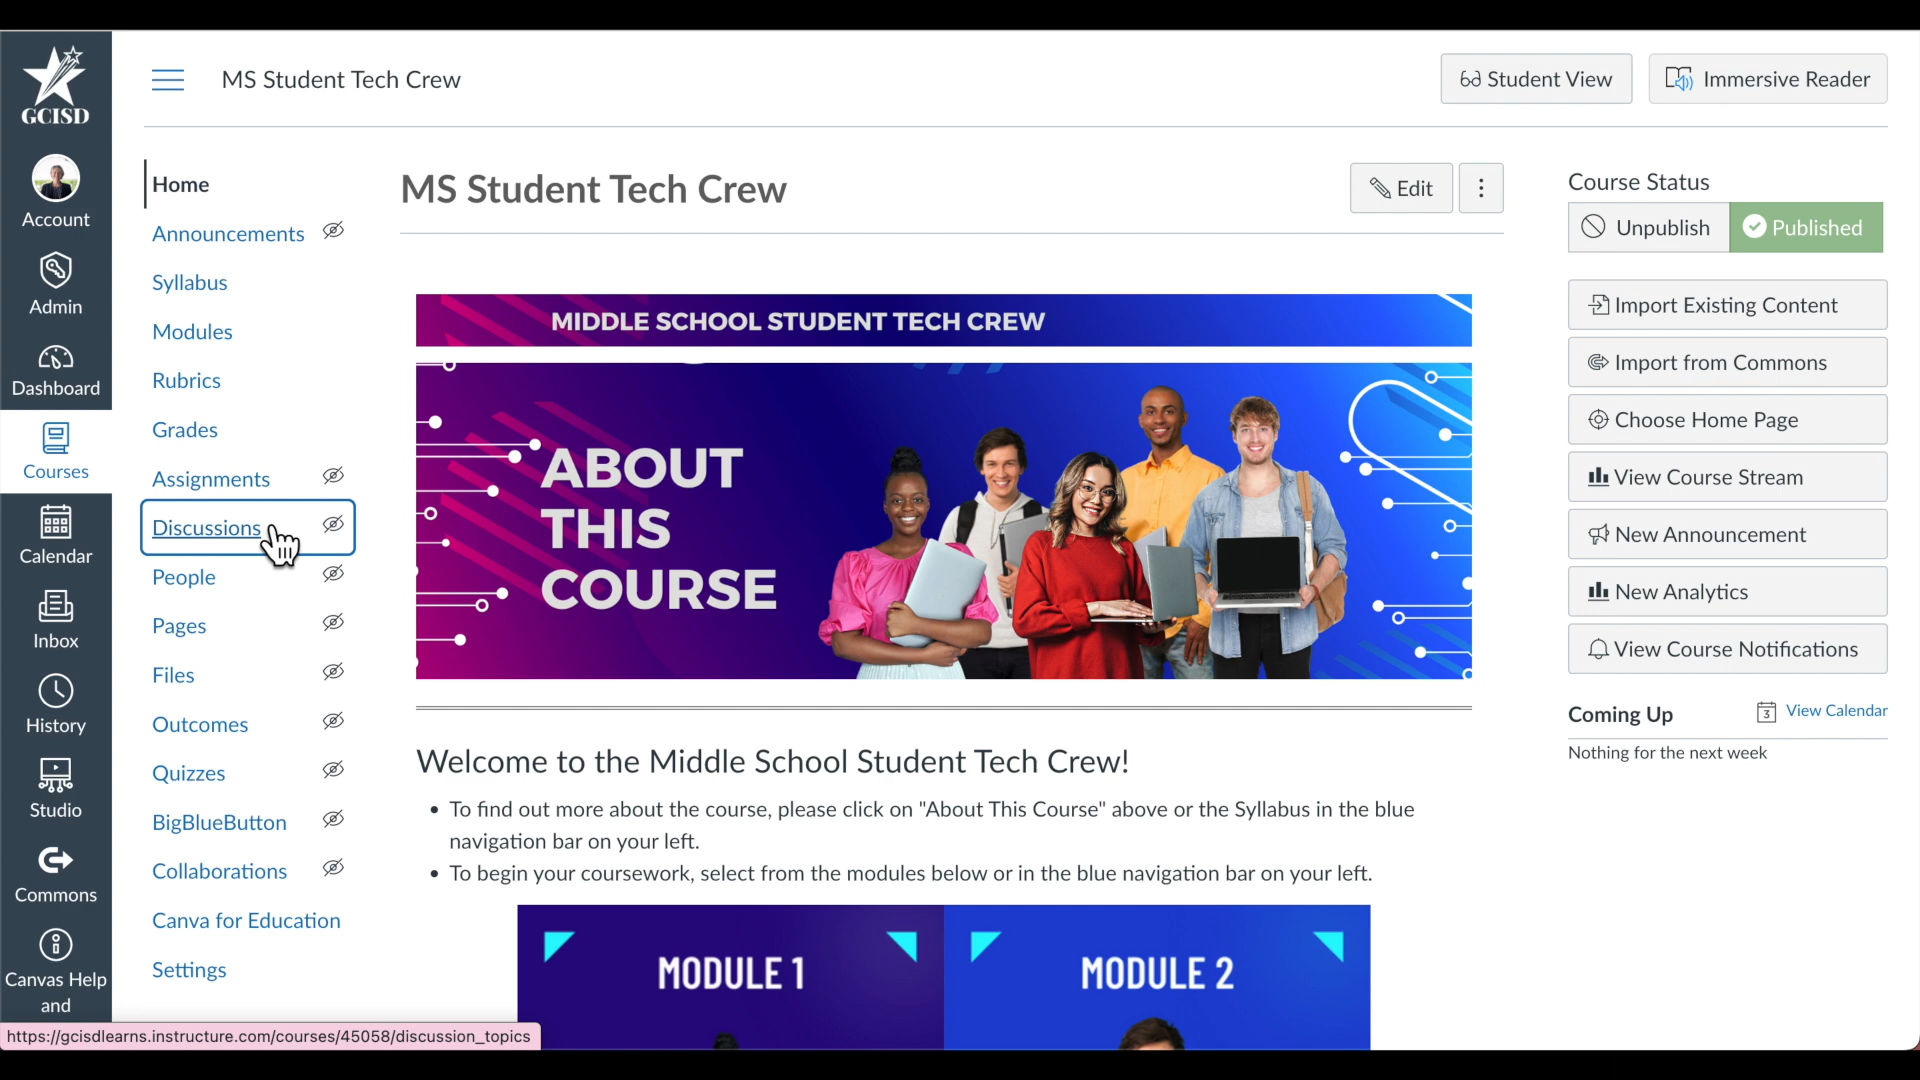 GCISD
Account
Admin
Dashboard
Courses
Calendar
Inbox
History
Studio
Commons
Canvas Help
and
MS Student Tech Crew
Student View
Immersive Reader
Home
Announcements
Syllabus
Modules
Rubrics
Grades
Assignments
Discussions
People
Pages
Files
Outcomes
Quizzes
BigBlueButton
Collaborations
Canva for Education
Settings
MS Student Tech Crew
Edit
MIDDLE SCHOOL STUDENT TECH CREW
ABOUT
THIS
COURSE
Welcome to the Middle School Student Tech Crew!
• To find out more about the course, please click on "About This Course" above or the Syllabus in the blue
navigation bar on your left.
• To begin your coursework, select from the modules below or in the blue navigation bar on your left.
MODULE 1
MODULE 2
Course Status
Unpublish
Published
Import Existing Content
Import from Commons
Choose Home Page
View Course Stream
New Announcement
New Analytics
View Course Notifications
Coming Up
3
View Calendar
Nothing for the next week
https://gcisdlearns.instructure.com/courses/45058/discussion_topics